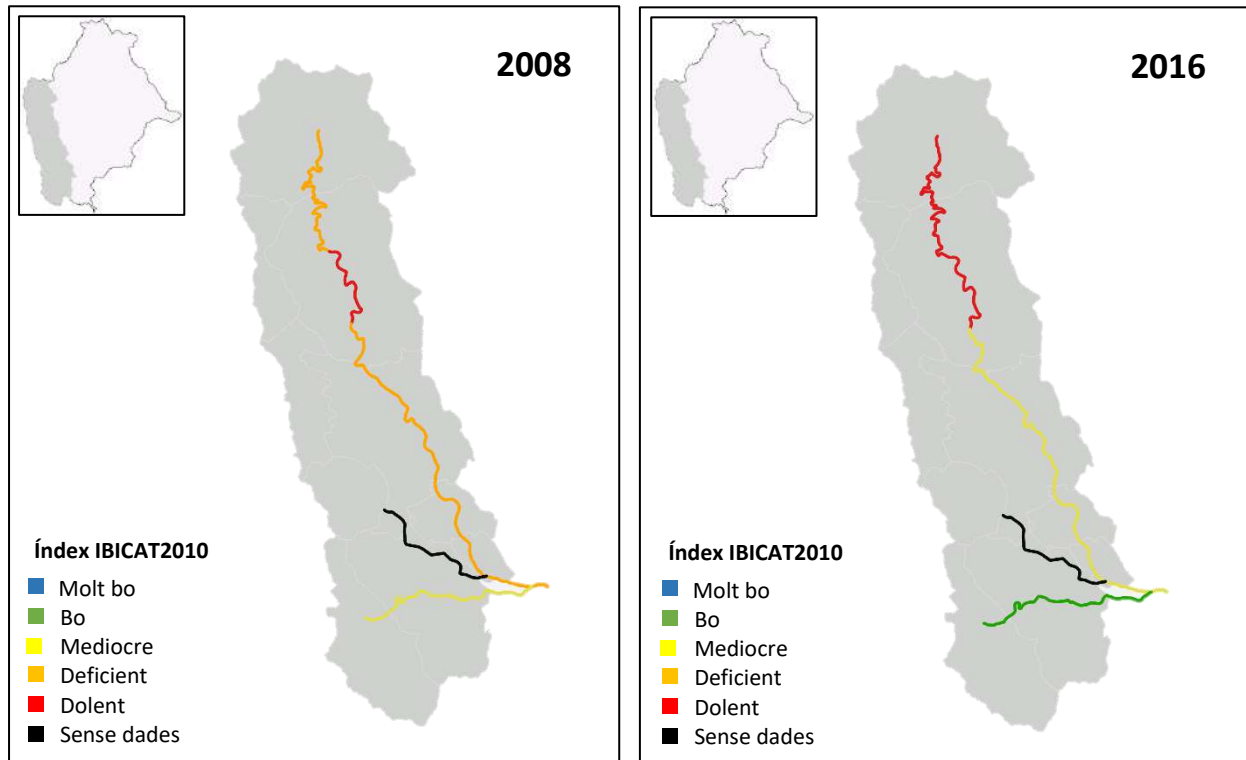 2008
Índex IBICAT2010
Molt bo
Bo
Mediocre
Deficient
Dolent
Sense dades
2016
Índex IBICAT2010
Molt bo
Bo
Mediocre
Deficient
Dolent
Sense dades